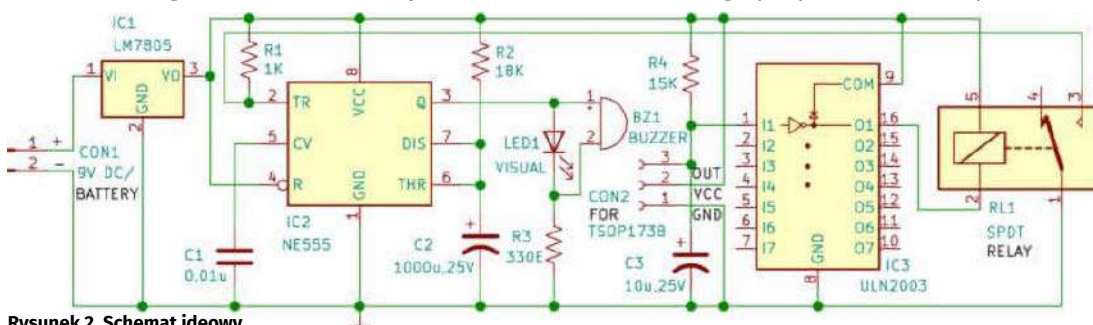 IC1
LM7805
1
VI
VO
3
GND
2
1
+
2
−
CON1
9V DC/
BATTERY
R1
1K
2
TR
VCC
8
Q
3
5
CV
DIS
7
4
R
GND
THR
6
1
IC2
NE555
C1
0.01u
R2
18K
C2
+
1000u,25V
LED1
VISUAL
R3
330E
1
+
2
BZ1
BUZZER
R4
15K
3
OUT
2
VCC
1
GND
CON2
FOR
TSOP1738
C3
+
10u,25V
COM
9
1
I1
O1
16
2
I2
O2
15
3
I3
O3
14
4
I4
O4
13
5
I5
O5
12
6
I6
O6
11
7
I7
O7
10
GND
8
IC3
ULN2003
5
4
3
2
1
RL1
SPDT
RELAY
Rysunek 2. Schemat ideowy